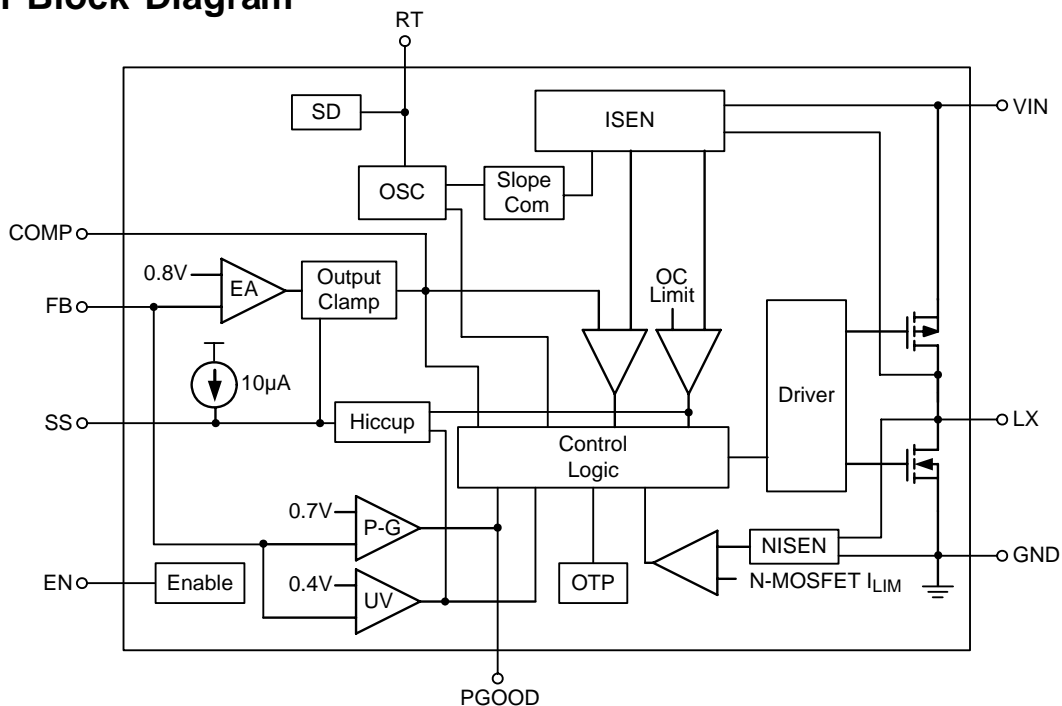 Block Diagram
RT
SD
ISEN
VIN
OSC
Slope
Com
COMP
0.8V
EA
Output
Clamp
OC
Limit
FB
10µA
Driver
SS
Hiccup
LX
Control
Logic
0.7V
P-G
NISEN
GND
EN
Enable
0.4V
UV
OTP
N-MOSFET ILIM
PGOOD